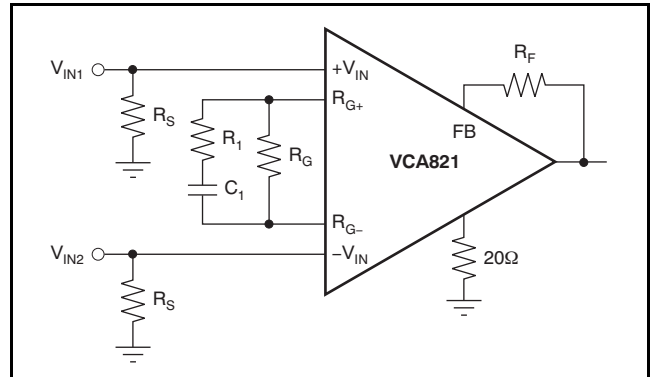 V_IN1
R_S
+V_IN
R_G+
R_1
C_1
R_G
R_G−
R_F
FB
VCA821
V_IN2
−V_IN
R_S
20Ω